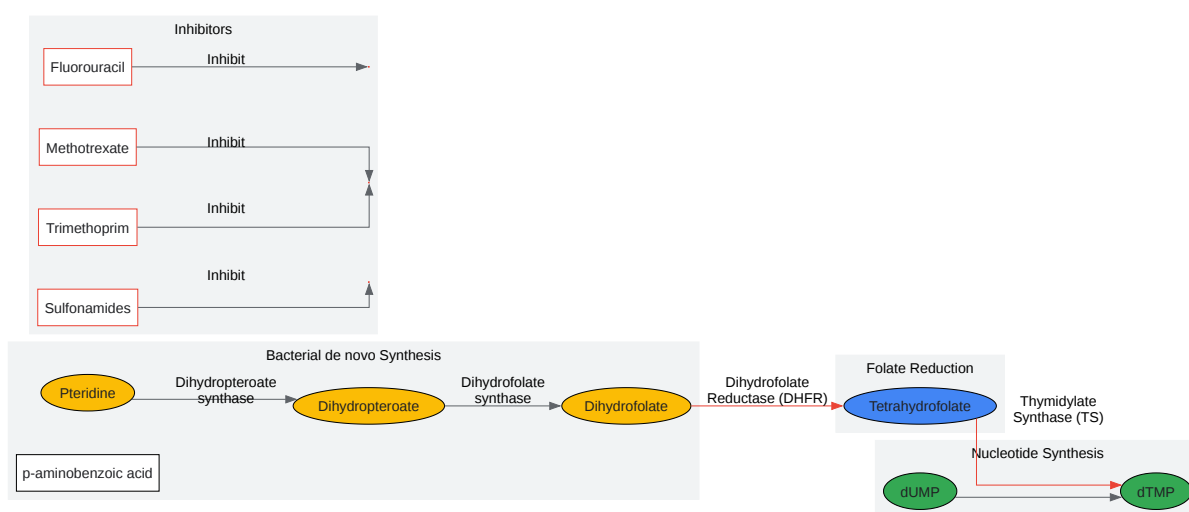 Inhibitors
Fluorouracil
Inhibit
Methotrexate
Inhibit
Trimethoprim
Inhibit
Sulfonamides
Inhibit
Bacterial de novo Synthesis
Pteridine
Dihydropteroate
synthase
Dihydropteroate
Dihydrofolate
synthase
Dihydrofolate
p-aminobenzoic acid
Dihydrofolate
Reductase (DHFR)
Folate Reduction
Tetrahydrofolate
Thymidylate
Synthase (TS)
Nucleotide Synthesis
dUMP
dTMP